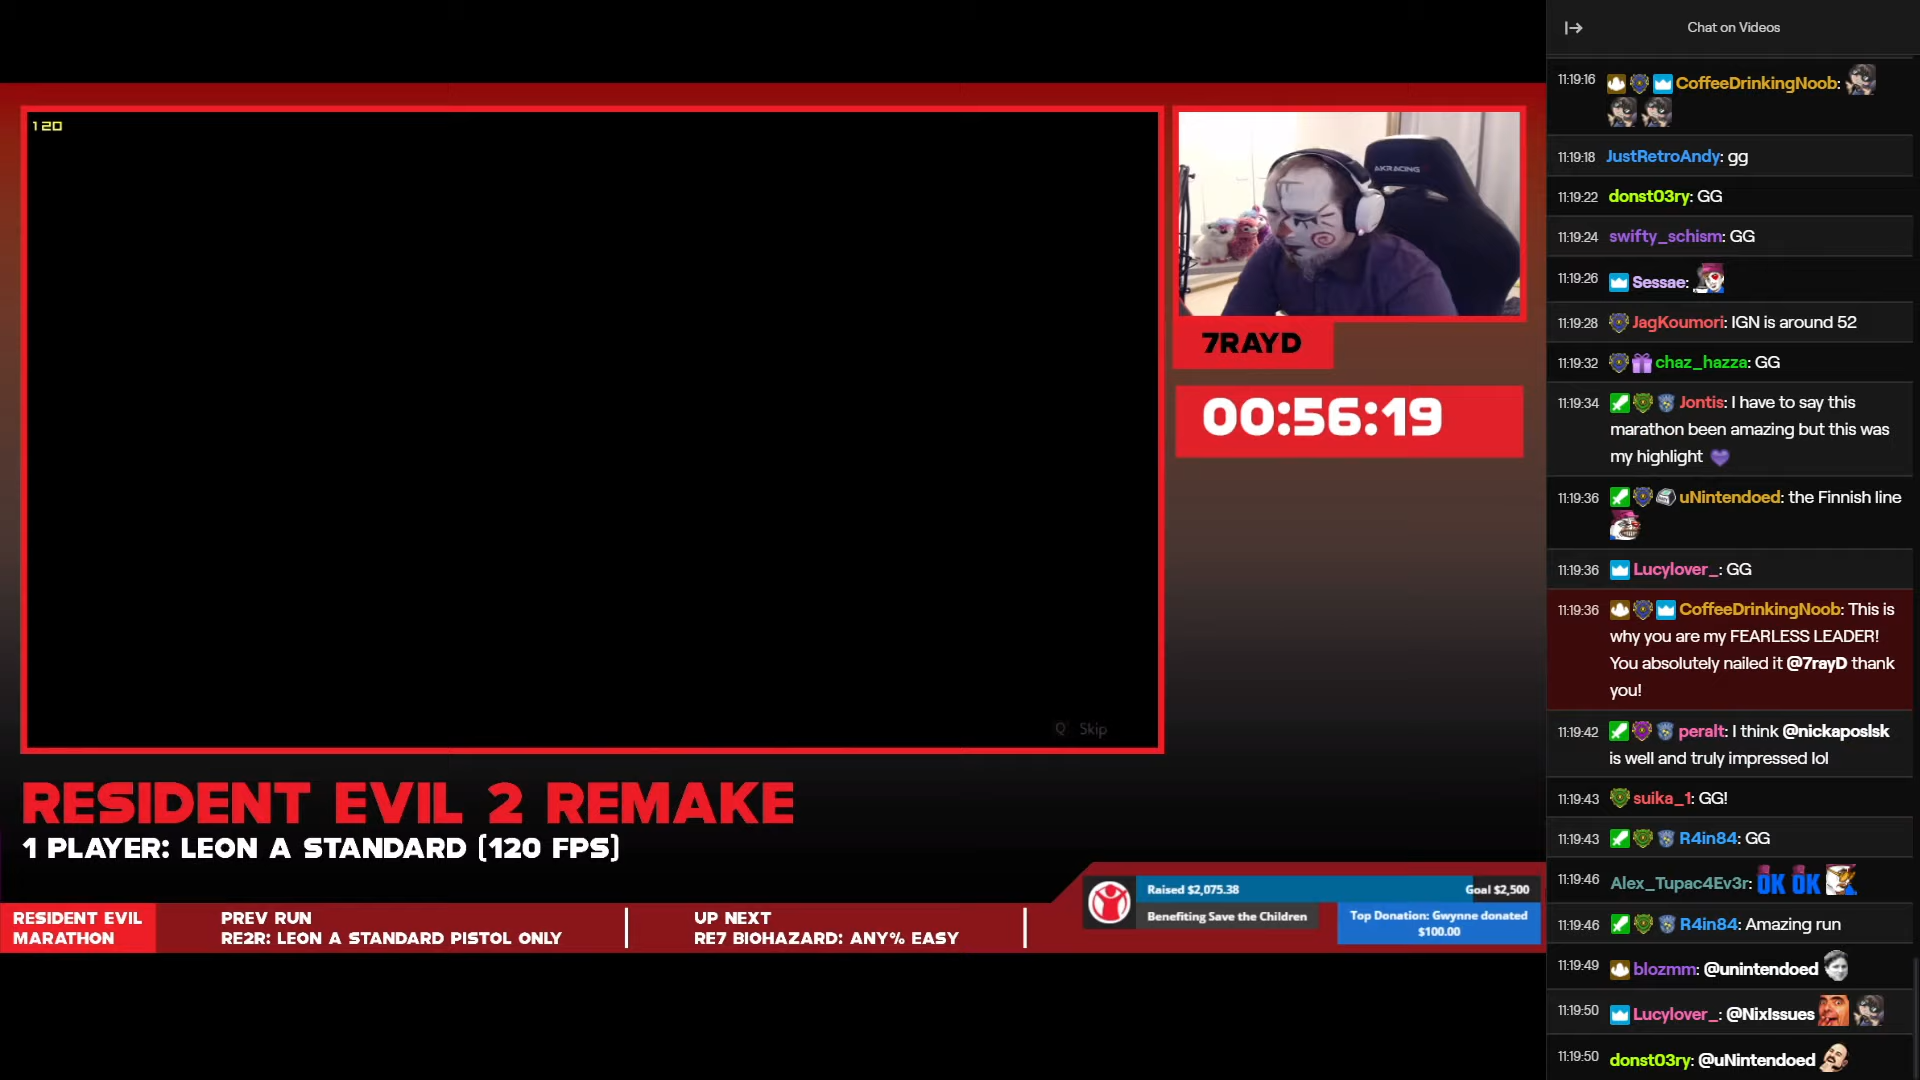 120
Q Skip
AKRACING
7RAYD
00:56:19
RESIDENT EVIL 2 REMAKE
1 PLAYER: LEON A STANDARD (120 FPS)
RESIDENT EVIL
MARATHON
PREV RUN
RE2R: LEON A STANDARD PISTOL ONLY
UP NEXT
RE7 BIOHAZARD: ANY% EASY
Raised $2,075.38
Goal $2,500
Benefiting Save the Children
Top Donation: Gwynne donated
$100.00
Chat on Videos
11:19:16 CoffeeDrinkingNoob:
11:19:18 JustRetroAndy: gg
11:19:22 donst03ry: GG
11:19:24 swifty_schism: GG
11:19:26 Sessae:
11:19:28 JagKoumori: IGN is around 52
11:19:32 chaz_hazza: GG
11:19:34 Jontis: I have to say this
marathon been amazing but this was
my highlight
11:19:36 uNintendoed: the Finnish line
11:19:36 Lucylover_: GG
11:19:36 CoffeeDrinkingNoob: This is
why you are my FEARLESS LEADER!
You absolutely nailed it @7rayD thank
you!
11:19:42 peralt: I think @nickaposlsk
is well and truly impressed lol
11:19:43 suika_1: GG!
11:19:43 R4in84: GG
11:19:46 Alex_Tupac4Ev3r: OK OK
11:19:46 R4in84: Amazing run
11:19:49 blozmm: @unintendoed
11:19:50 Lucylover_: @NixIssues
11:19:50 donst03ry: @uNintendoed